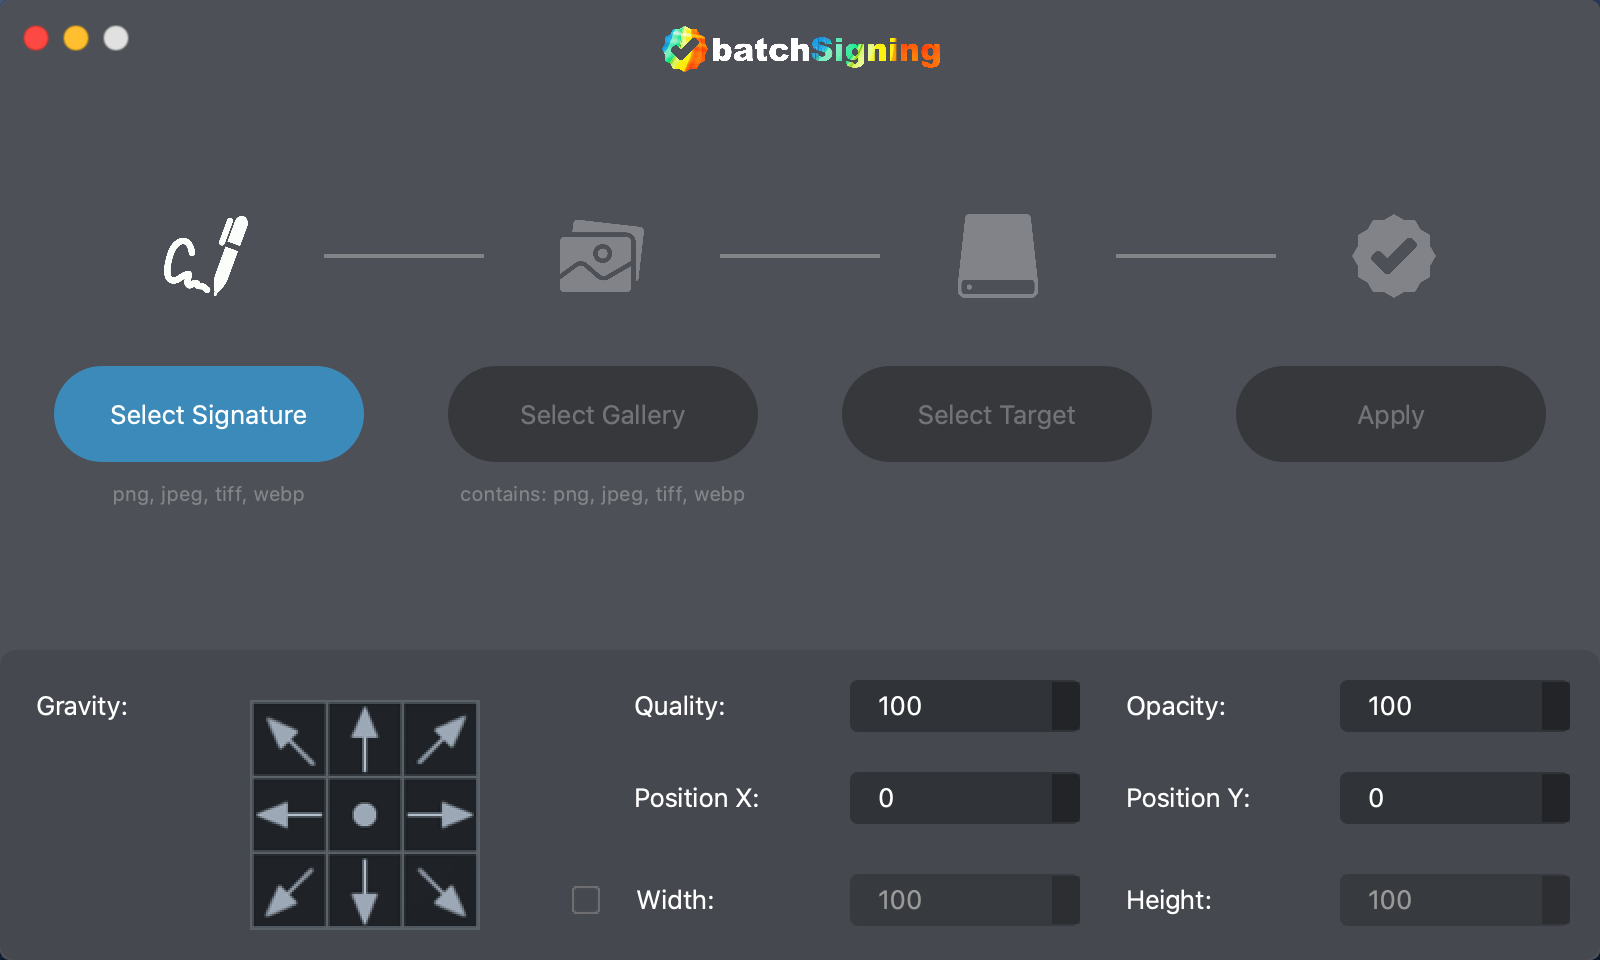 batchSigning
Select Signature
Select Gallery
Select Target
Apply
png, jpeg, tiff, webp
contains: png, jpeg, tiff, webp
Gravity:
Quality:
100
Opacity:
100
Position X:
0
Position Y:
0
Width:
100
Height:
100